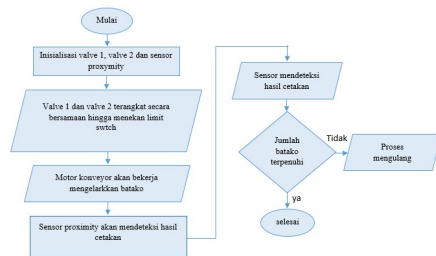 Mulai
Inisialisasi valve 1, valve 2 dan sensor
proxymity
Valve 1 dan valve 2 terangkat secara
bersamaan hingga menekan limit
swtch
Motor konveyor akan bekerja
mengelarkkan batako
Sensor proximity akan mendeteksi hasil
cetakan
Sensor mendeteksi
hasil cetakan
Jumlah
batako
terpenuhi
Tidak
Proses
mengulang
ya
selesai